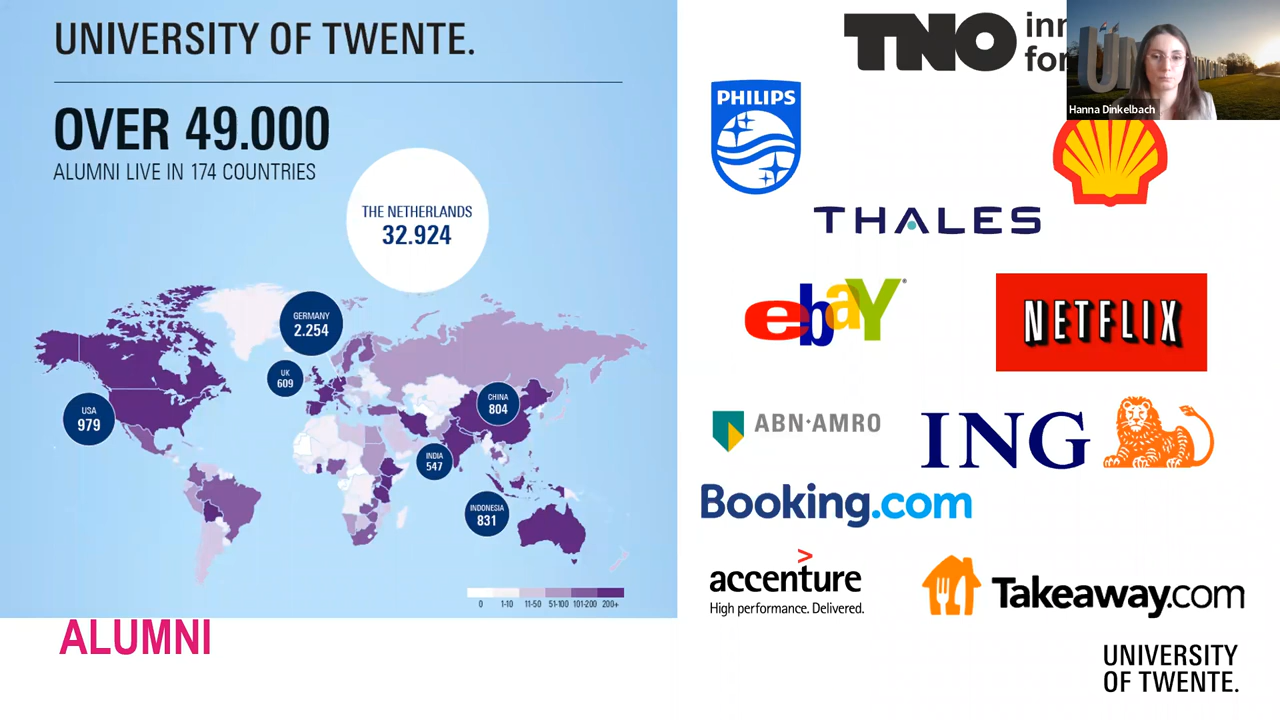 UNIVERSITY OF TWENTE.
OVER 49.000
ALUMNI LIVE IN 174 COUNTRIES
THE NETHERLANDS
32.924
GERMANY
2.254
UK
609
USA
979
CHINA
804
INDIA
547
INDONESIA
831
0 1-10 11-50 51-100 101-200 200+
ALUMNI
TNO
Hanna Dinkelbach
PHILIPS
THALES
ebaY
NETFLIX
ABN·AMRO
ING
Booking.com
accenture
High performance. Delivered.
Takeaway.com
UNIVERSITY
OF TWENTE.